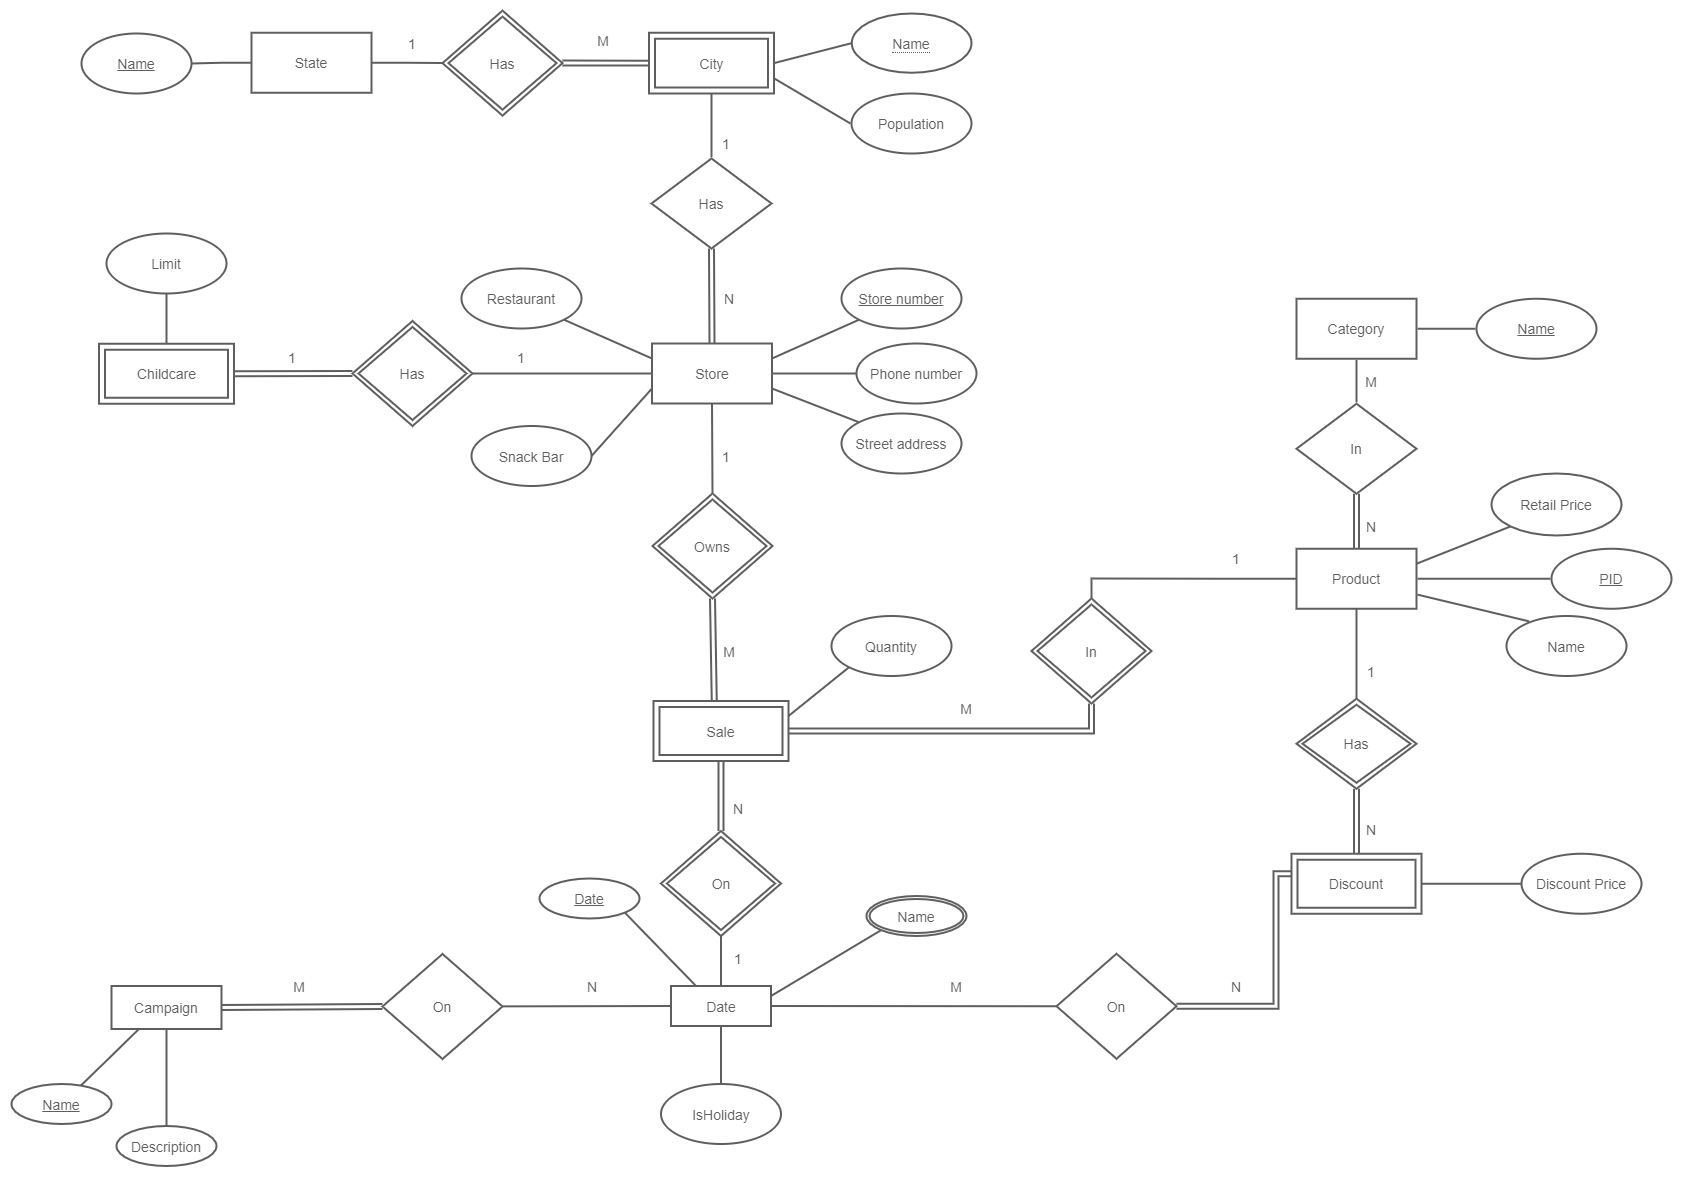 Name
State
1
Has
M
City
Name
Population
1
Has
N
Limit
Childcare
1
Has
1
Restaurant
Snack Bar
Store
Store number
Phone number
Street address
Category
Name
M
In
N
Retail Price
Product
PID
Name
1
1
Owns
M
Quantity
In
M
Sale
1
Has
N
N
On
1
Discount
Discount Price
Date
Name
Campaign
M
On
N
Date
M
On
N
Name
Description
IsHoliday